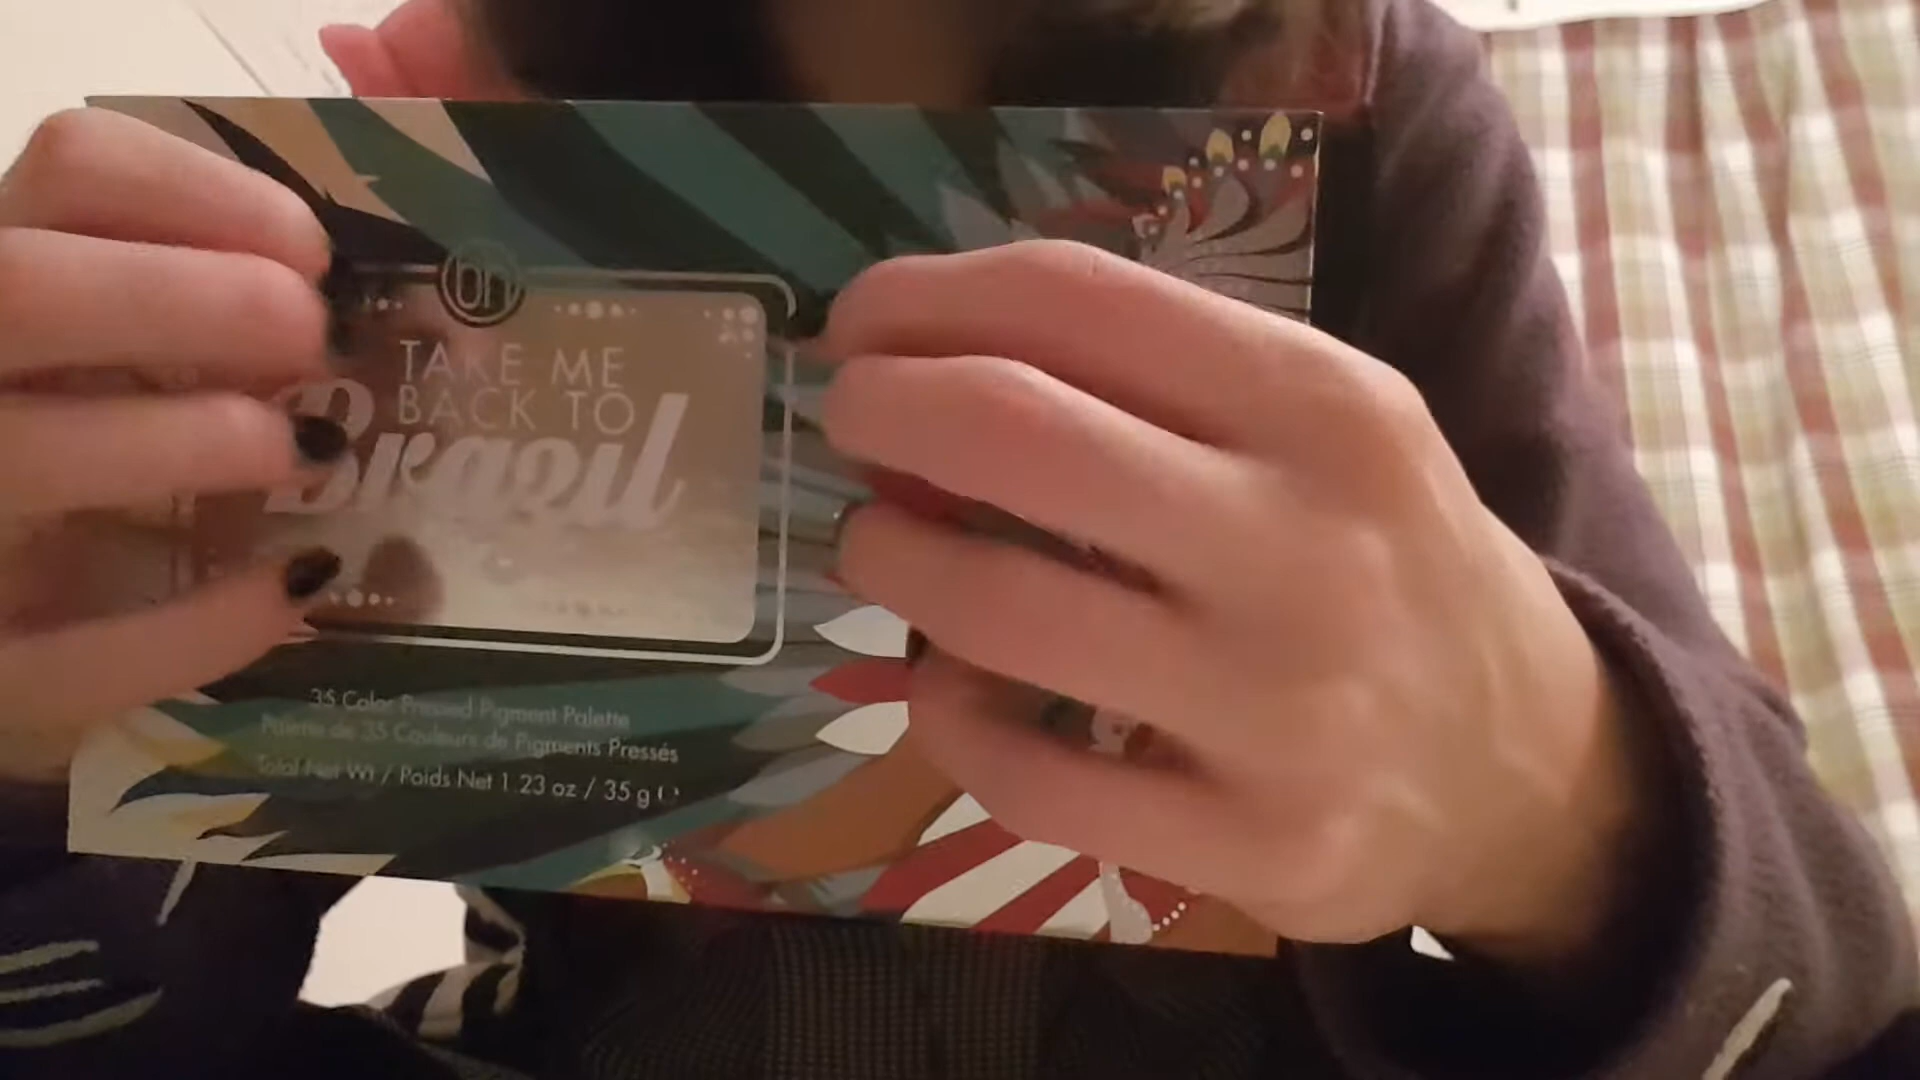 bh
TAKE ME
BACK TO
Brazil
35 Color Pressed Pigment Palette
Palette de 35 Couleurs de Pigments Pressés
Total Net Wt / Poids Net 1.23 oz / 35 g ℮